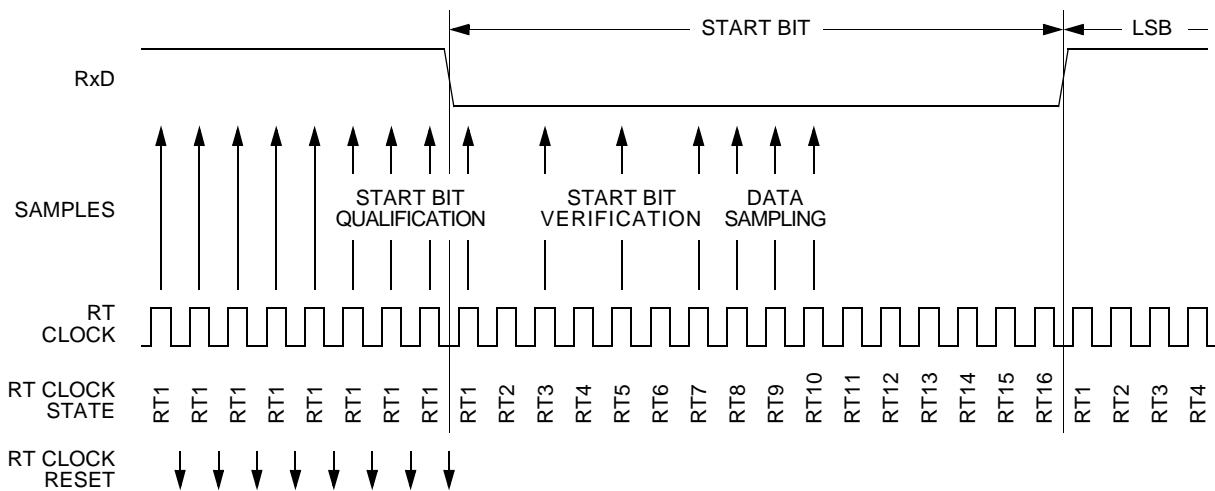 START BIT
LSB
RxD
SAMPLES
START BIT
QUALIFICATION
START BIT
VERIFICATION
DATA
SAMPLING
RT
CLOCK
RT CLOCK
STATE
RT1 RT1 RT1 RT1 RT1 RT1 RT1 RT1 RT1 RT2 RT3 RT4 RT5 RT6 RT7 RT8 RT9 RT10 RT11 RT12 RT13 RT14 RT15 RT16 RT1 RT2 RT3 RT4
RT CLOCK
RESET